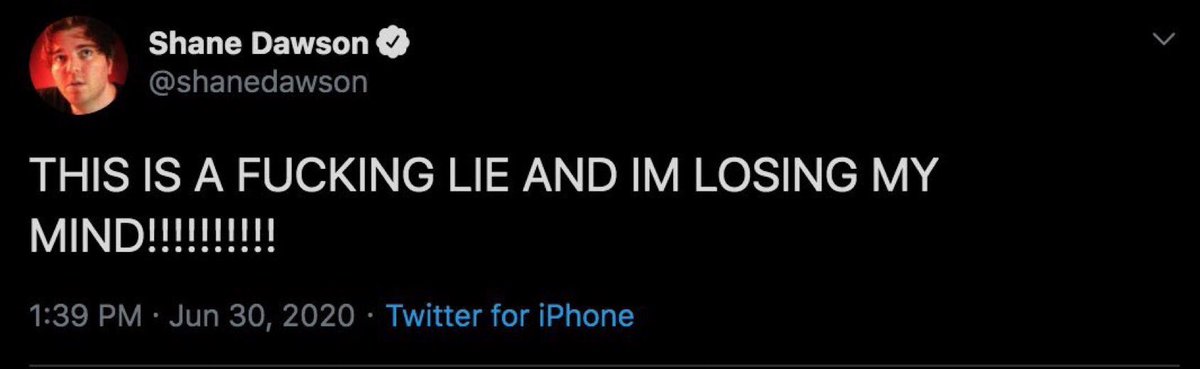 Shane Dawson
@shanedawson
THIS IS A FUCKING LIE AND IM LOSING MY
MIND!!!!!!!!!!
1:39 PM · Jun 30, 2020 · Twitter for iPhone